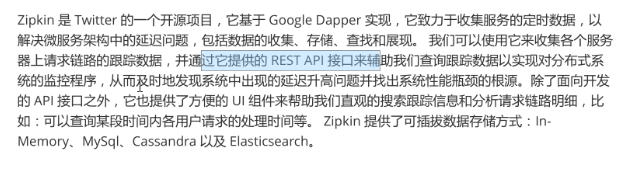 Zipkin 是 Twitter 的一个开源项目，它基于 Google Dapper 实现，它致力于收集服务的定时数据，以
解决微服务架构中的延迟问题，包括数据的收集、存储、查找和展现。 我们可以使用它来收集各个服务
器上请求链路的跟踪数据，并通过它提供的 REST API 接口来辅助我们查询跟踪数据以实现对分布式系
统的监控程序，从而及时地发现系统中出现的延迟升高问题并找出系统性能瓶颈的根源。除了面向开发
的 API 接口之外，它也提供了方便的 UI 组件来帮助我们直观的搜索跟踪信息和分析请求链路明细，比
如：可以查询某段时间内各用户请求的处理时间等。 Zipkin 提供了可插拔数据存储方式：In-
Memory、MySql、Cassandra 以及 Elasticsearch。